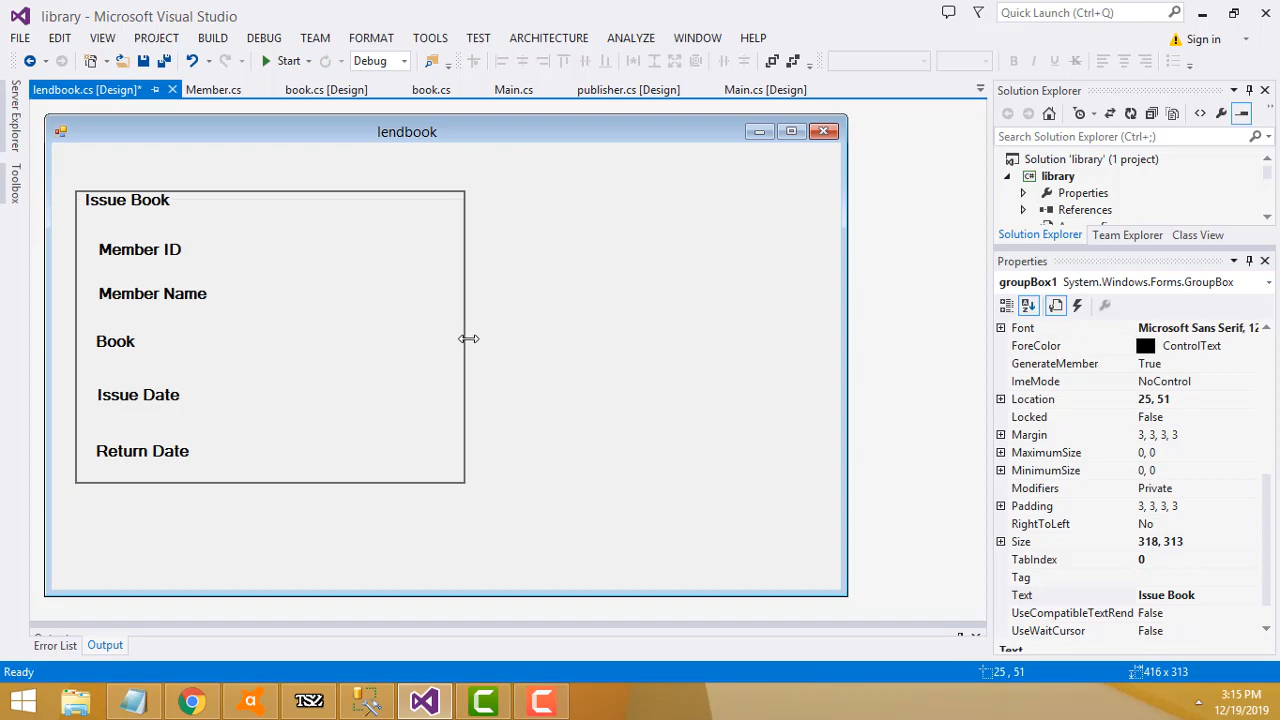 library - Microsoft Visual Studio
Quick Launch (Ctrl+Q)
FILE EDIT VIEW PROJECT BUILD DEBUG TEAM FORMAT TOOLS TEST ARCHITECTURE ANALYZE WINDOW HELP
Sign in
Start
Debug
B I U A
lendbook.cs [Design]* Member.cs book.cs [Design] book.cs Main.cs publisher.cs [Design] Main.cs [Design]
Server Explorer
Toolbox
lendbook
Issue Book
Member ID
Member Name
Book
Issue Date
Return Date
Solution Explorer
Search Solution Explorer (Ctrl+;)
Solution 'library' (1 project)
C# library
Properties
References
Solution Explorer Team Explorer Class View
Properties
groupBox1 System.Windows.Forms.GroupBox
Font Microsoft Sans Serif, 12
ForeColor ControlText
GenerateMember True
ImeMode NoControl
Location 25, 51
Locked False
Margin 3, 3, 3, 3
MaximumSize 0, 0
MinimumSize 0, 0
Modifiers Private
Padding 3, 3, 3, 3
RightToLeft No
Size 318, 313
TabIndex 0
Tag
Text Issue Book
UseCompatibleTextRend False
UseWaitCursor False
Text
Error List Output
Ready
25 , 51
416 x 313
TS2
3:15 PM
12/19/2019